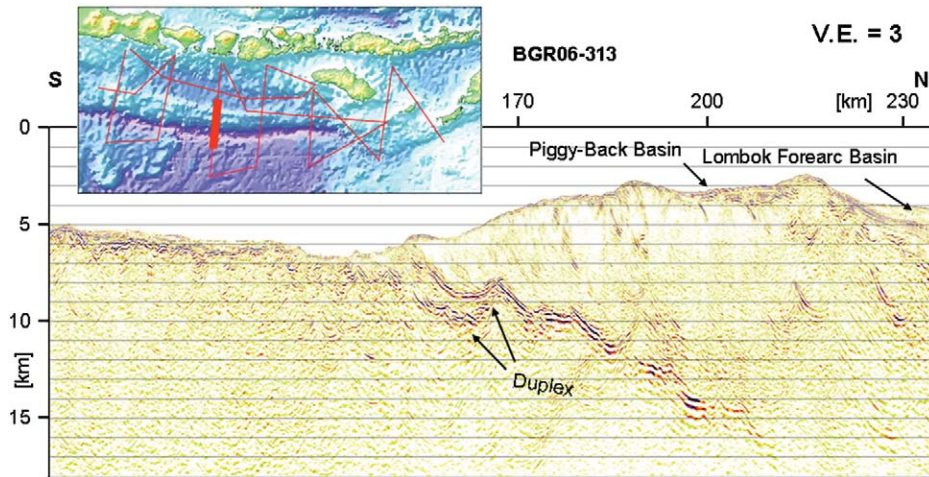 V.E. = 3
BGR06-313
S
N
170
200
[km]
230
0
Piggy-Back Basin
Lombok Forearc Basin
5
10
Duplex
[km]
15